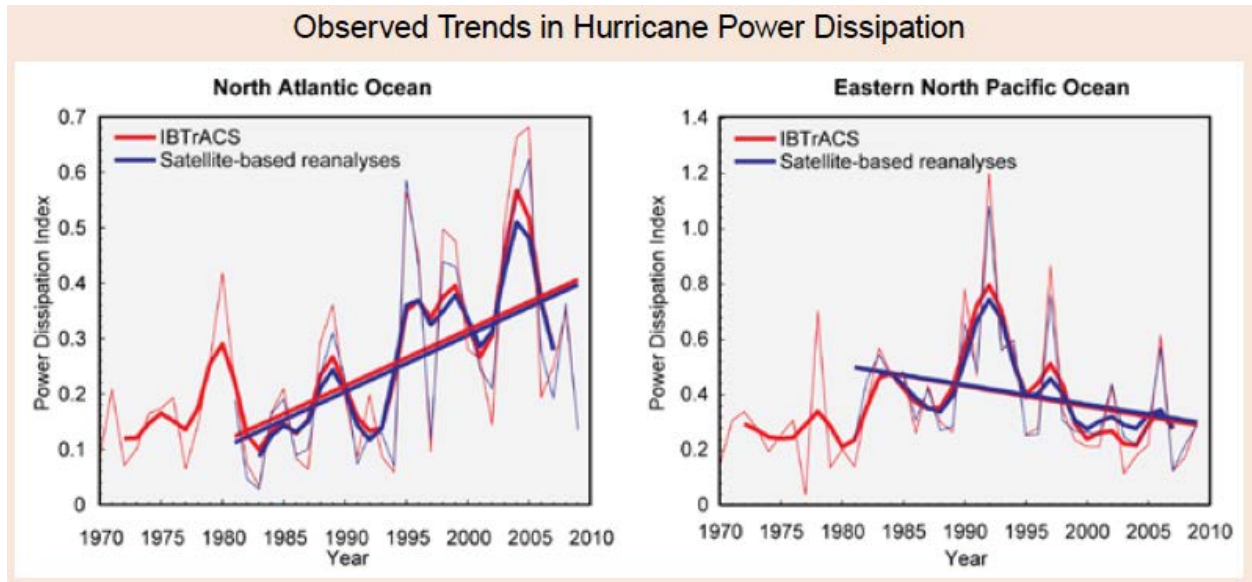 Observed Trends in Hurricane Power Dissipation
North Atlantic Ocean
0.7
0.6
0.5
0.4
0.3
0.2
0.1
0
Power Dissipation Index
IBTrACS
Satellite-based reanalyses
1970 1975 1980 1985 1990 1995 2000 2005 2010
Year
Eastern North Pacific Ocean
1.4
1.2
1.0
0.8
0.6
0.4
0.2
0
Power Dissipation Index
IBTrACS
Satellite-based reanalyses
1970 1975 1980 1985 1990 1995 2000 2005 2010
Year